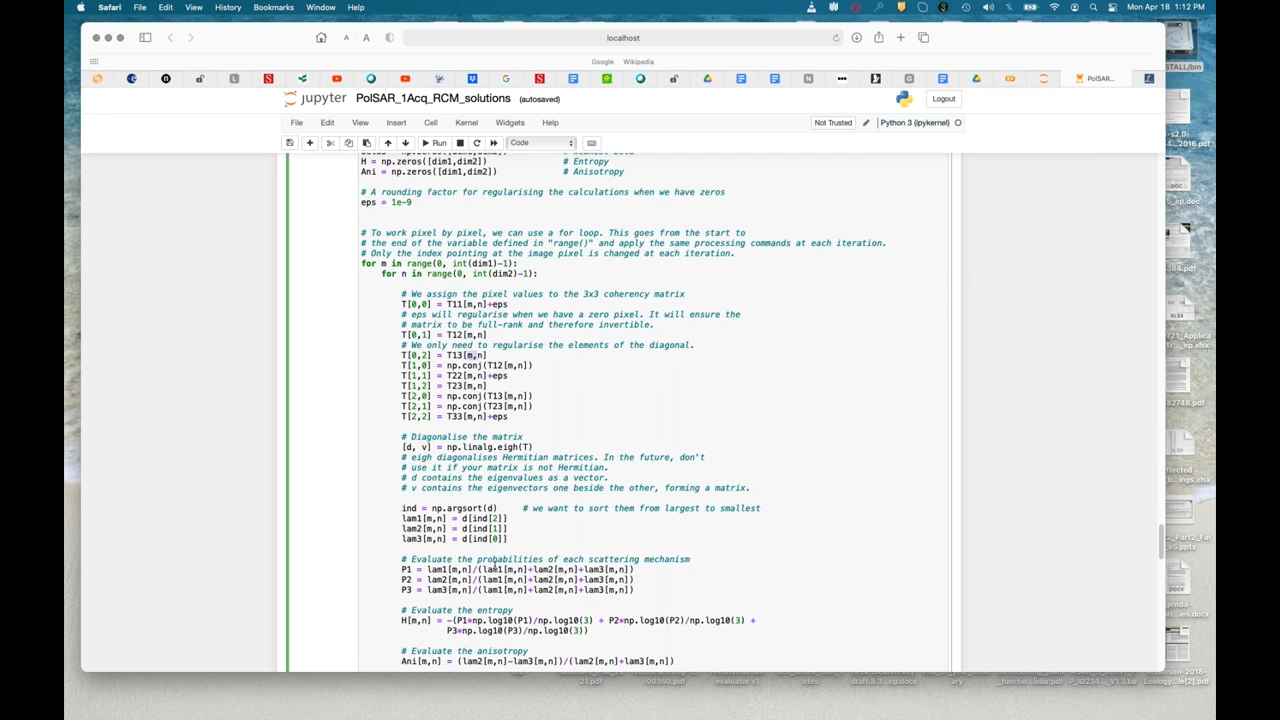 Safari File Edit View History Bookmarks Window Help
Mon Apr 18 1:12 PM
A A
localhost
Google Wikipedia
PolSAR...
jupyter PolSAR_1Acq_RCM_solutions (autosaved)
Logout
File Edit View Insert Cell Kernel Widgets Help
Not Trusted
Python 3 (ipykernel)
Run
Code
H = np.zeros([dim1,dim2]) # Entropy
Ani = np.zeros([dim1,dim2]) # Anisotropy
# A rounding factor for regularising the calculations when we have zeros
eps = 1e-9
# To work pixel by pixel, we can use a for loop. This goes from the start to
# the end of the variable defined in "range()" and apply the same processing commands at each iteration.
# Only the index pointing at the image pixel is changed at each iteration.
for m in range(0, int(dim1)-1):
for n in range(0, int(dim2)-1):
# We assign the pixel values to the 3x3 coherency matrix
T[0,0] = T11[m,n]+eps
# eps will regularise when we have a zero pixel. It will ensure the
# matrix to be full-rank and therefore invertible.
T[0,1] = T12[m,n]
# We only need to regularise the elements of the diagonal.
T[0,2] = T13[m,n]
T[1,0] = np.conj(T12[m,n])
T[1,1] = T22[m,n]+eps
T[1,2] = T23[m,n]
T[2,0] = np.conj(T13[m,n])
T[2,1] = np.conj(T23[m,n])
T[2,2] = T33[m,n]+eps
# Diagonalise the matrix
[d, v] = np.linalg.eigh(T)
# eigh diagonalises Hermitian matrices. In the future, don't
# use it if your matrix is not Hermitian.
# d contains the eigenvalues as a vector.
# v contains the eigenvectors one beside the other, forming a matrix.
ind = np.argsort(d) # we want to sort them from largest to smallest
lam1[m,n] = d[ind[2]]
lam2[m,n] = d[ind[1]]
lam3[m,n] = d[ind[0]]
# Evaluate the probabilities of each scattering mechanism
P1 = lam1[m,n]/(lam1[m,n]+lam2[m,n]+lam3[m,n])
P2 = lam2[m,n]/(lam1[m,n]+lam2[m,n]+lam3[m,n])
P3 = lam3[m,n]/(lam1[m,n]+lam2[m,n]+lam3[m,n])
# Evaluate the entropy
H[m,n] = -(P1*np.log10(P1)/np.log10(3) + P2*np.log10(P2)/np.log10(3) +
P3*np.log10(P3)/np.log10(3))
# Evaluate the anisotropy
Ani[m,n] = (lam2[m,n]-lam3[m,n])/(lam2[m,n]+lam3[m,n])